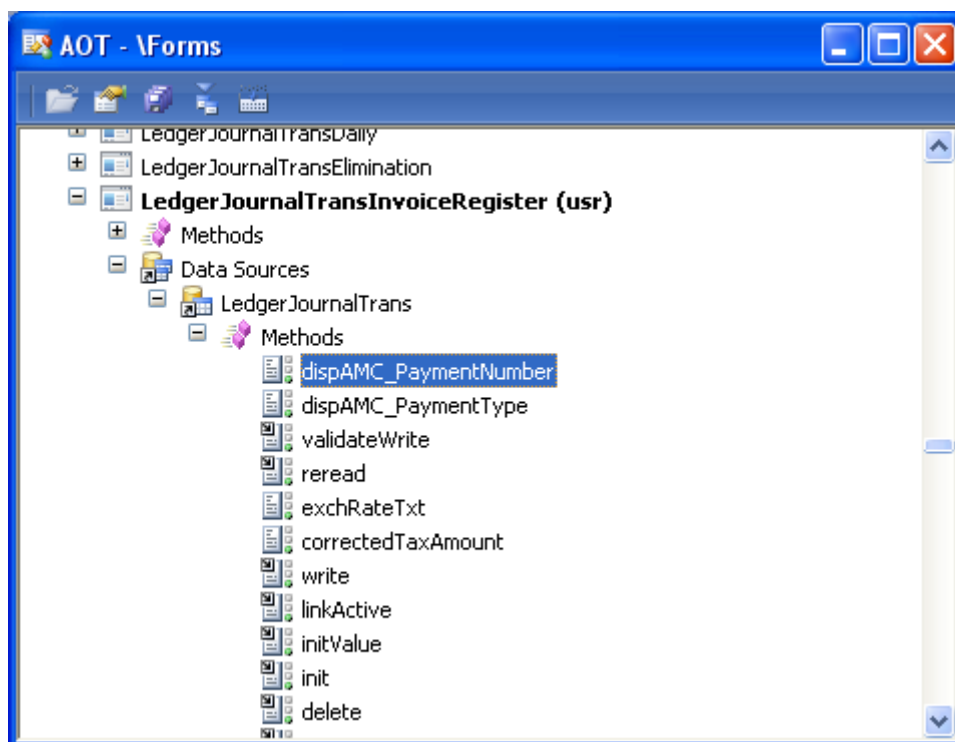 AOT - \Forms
LedgerJournalTransDaily
LedgerJournalTransElimination
LedgerJournalTransInvoiceRegister (usr)
Methods
Data Sources
LedgerJournalTrans
Methods
dispAMC_PaymentNumber
dispAMC_PaymentType
validateWrite
reread
exchRateTxt
correctedTaxAmount
write
linkActive
initValue
init
delete